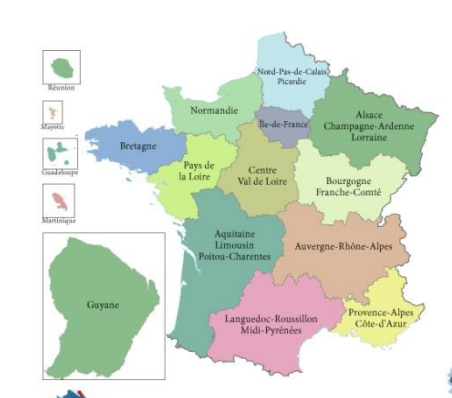 Nord-Pas-de-Calais
Picardie
Réunion
Normandie
Île-de-France
Alsace
Champagne-Ardenne
Lorraine
Mayotte
Bretagne
Pays de
la Loire
Centre
Val de Loire
Bourgogne
Franche-Comté
Guadeloupe
Martinique
Aquitaine
Limousin
Poitou-Charentes
Auvergne-Rhône-Alpes
Guyane
Languedoc-Roussillon
Midi-Pyrénées
Provence-Alpes
Côte-d'Azur